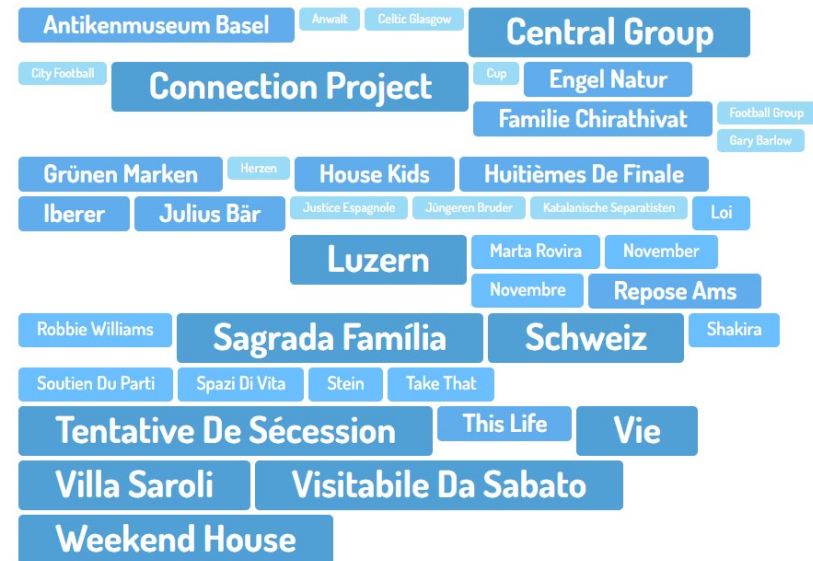 Antikenmuseum Basel Anwalt Celtic Glasgow Central Group
City Football Connection Project Cup Engel Natur
Familie Chirathivat Football Group
Gary Barlow
Grünen Marken Herzen House Kids Huitièmes De Finale
Iberer Julius Bär Justice Espagnole Jüngeren Bruder Katalanische Separatisten Loi
Luzern Marta Rovira November
Novembre Repose Ams
Robbie Williams Sagrada Família Schweiz Shakira
Soutien Du Parti Spazi Di Vita Stein Take That
Tentative De Sécession This Life Vie
Villa Saroli Visitabile Da Sabato
Weekend House